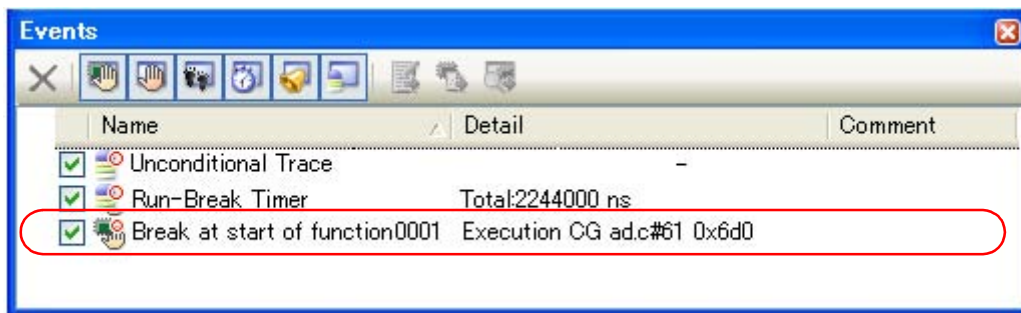 Events
Name Detail Comment
Unconditional Trace -
Run-Break Timer Total:2244000 ns
Break at start of function0001 Execution CG ad.c#61 0x6d0